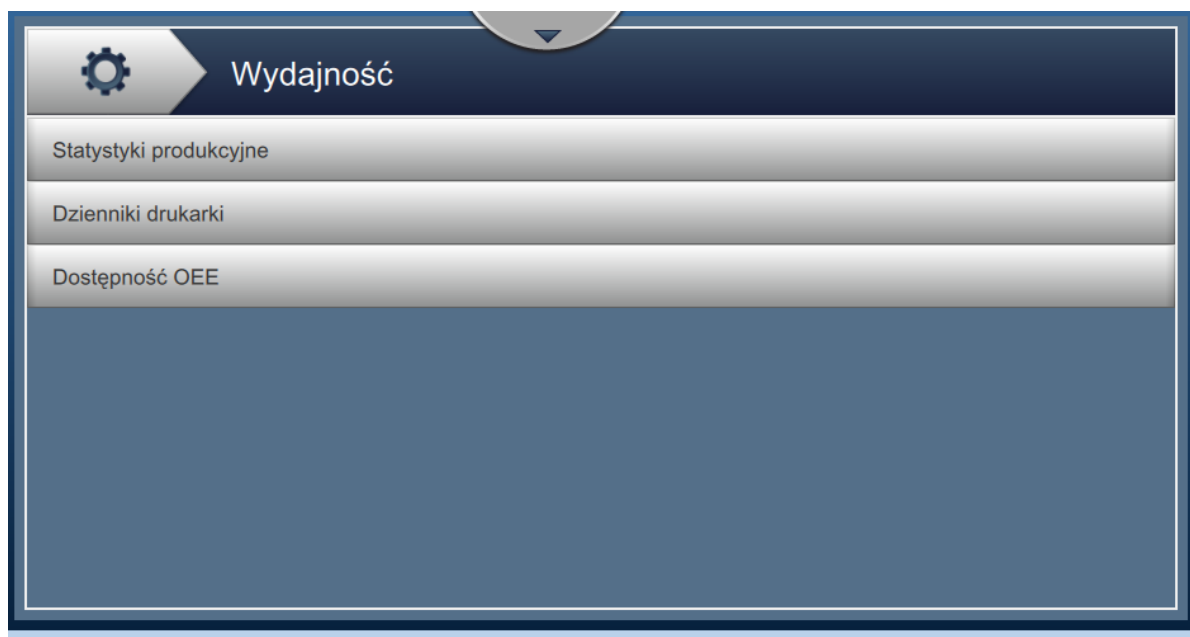 Wydajność
Statystyki produkcyjne
Dzienniki drukarki
Dostępność OEE